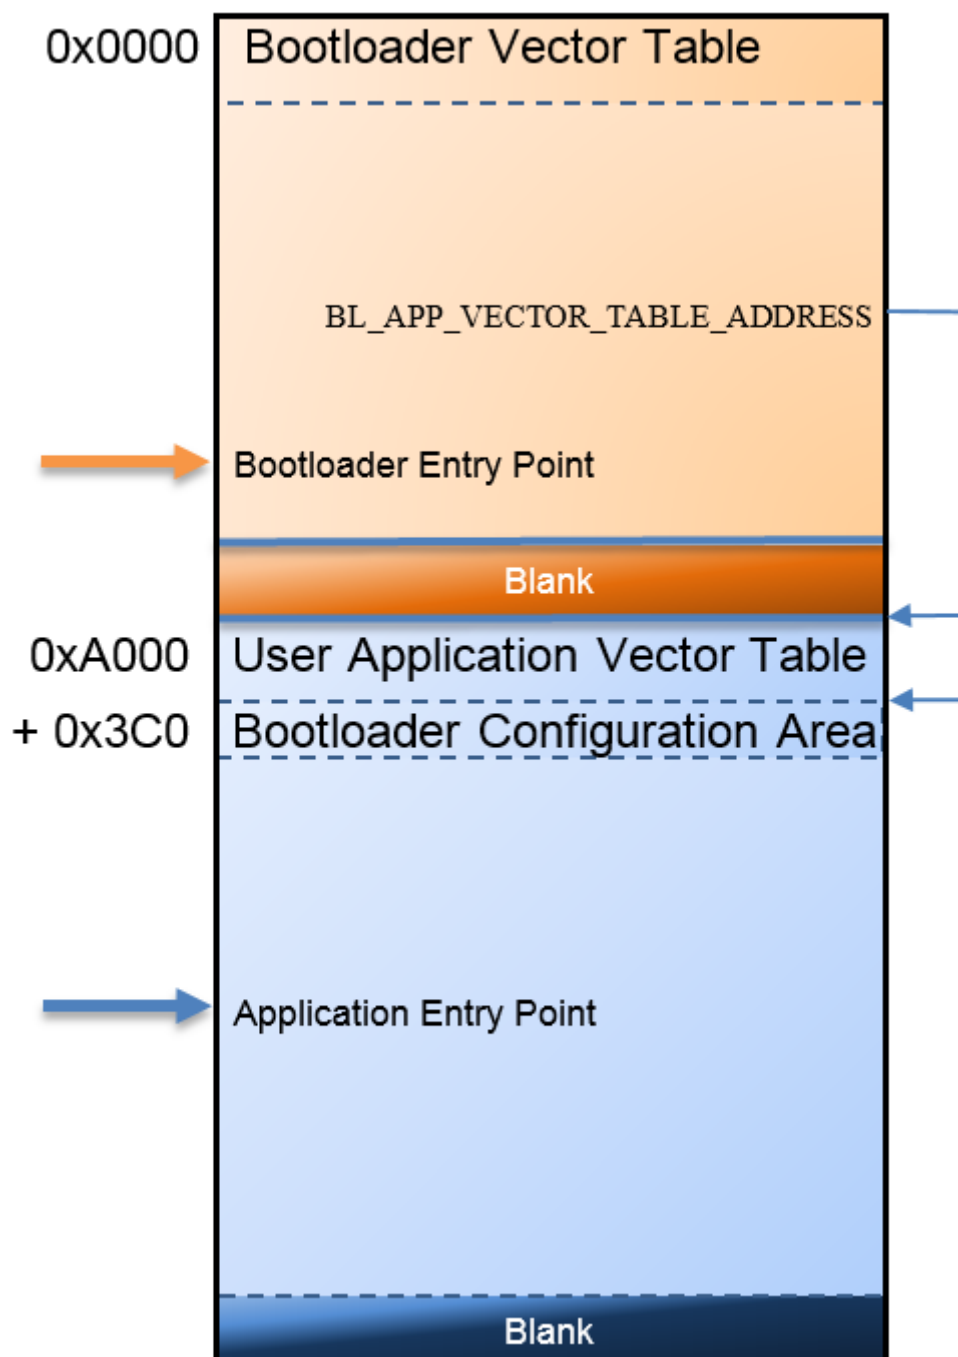 0x0000 Bootloader Vector Table
BL_APP_VECTOR_TABLE_ADDRESS
Bootloader Entry Point
Blank
0xA000 User Application Vector Table
+ 0x3C0 Bootloader Configuration Area
Application Entry Point
Blank